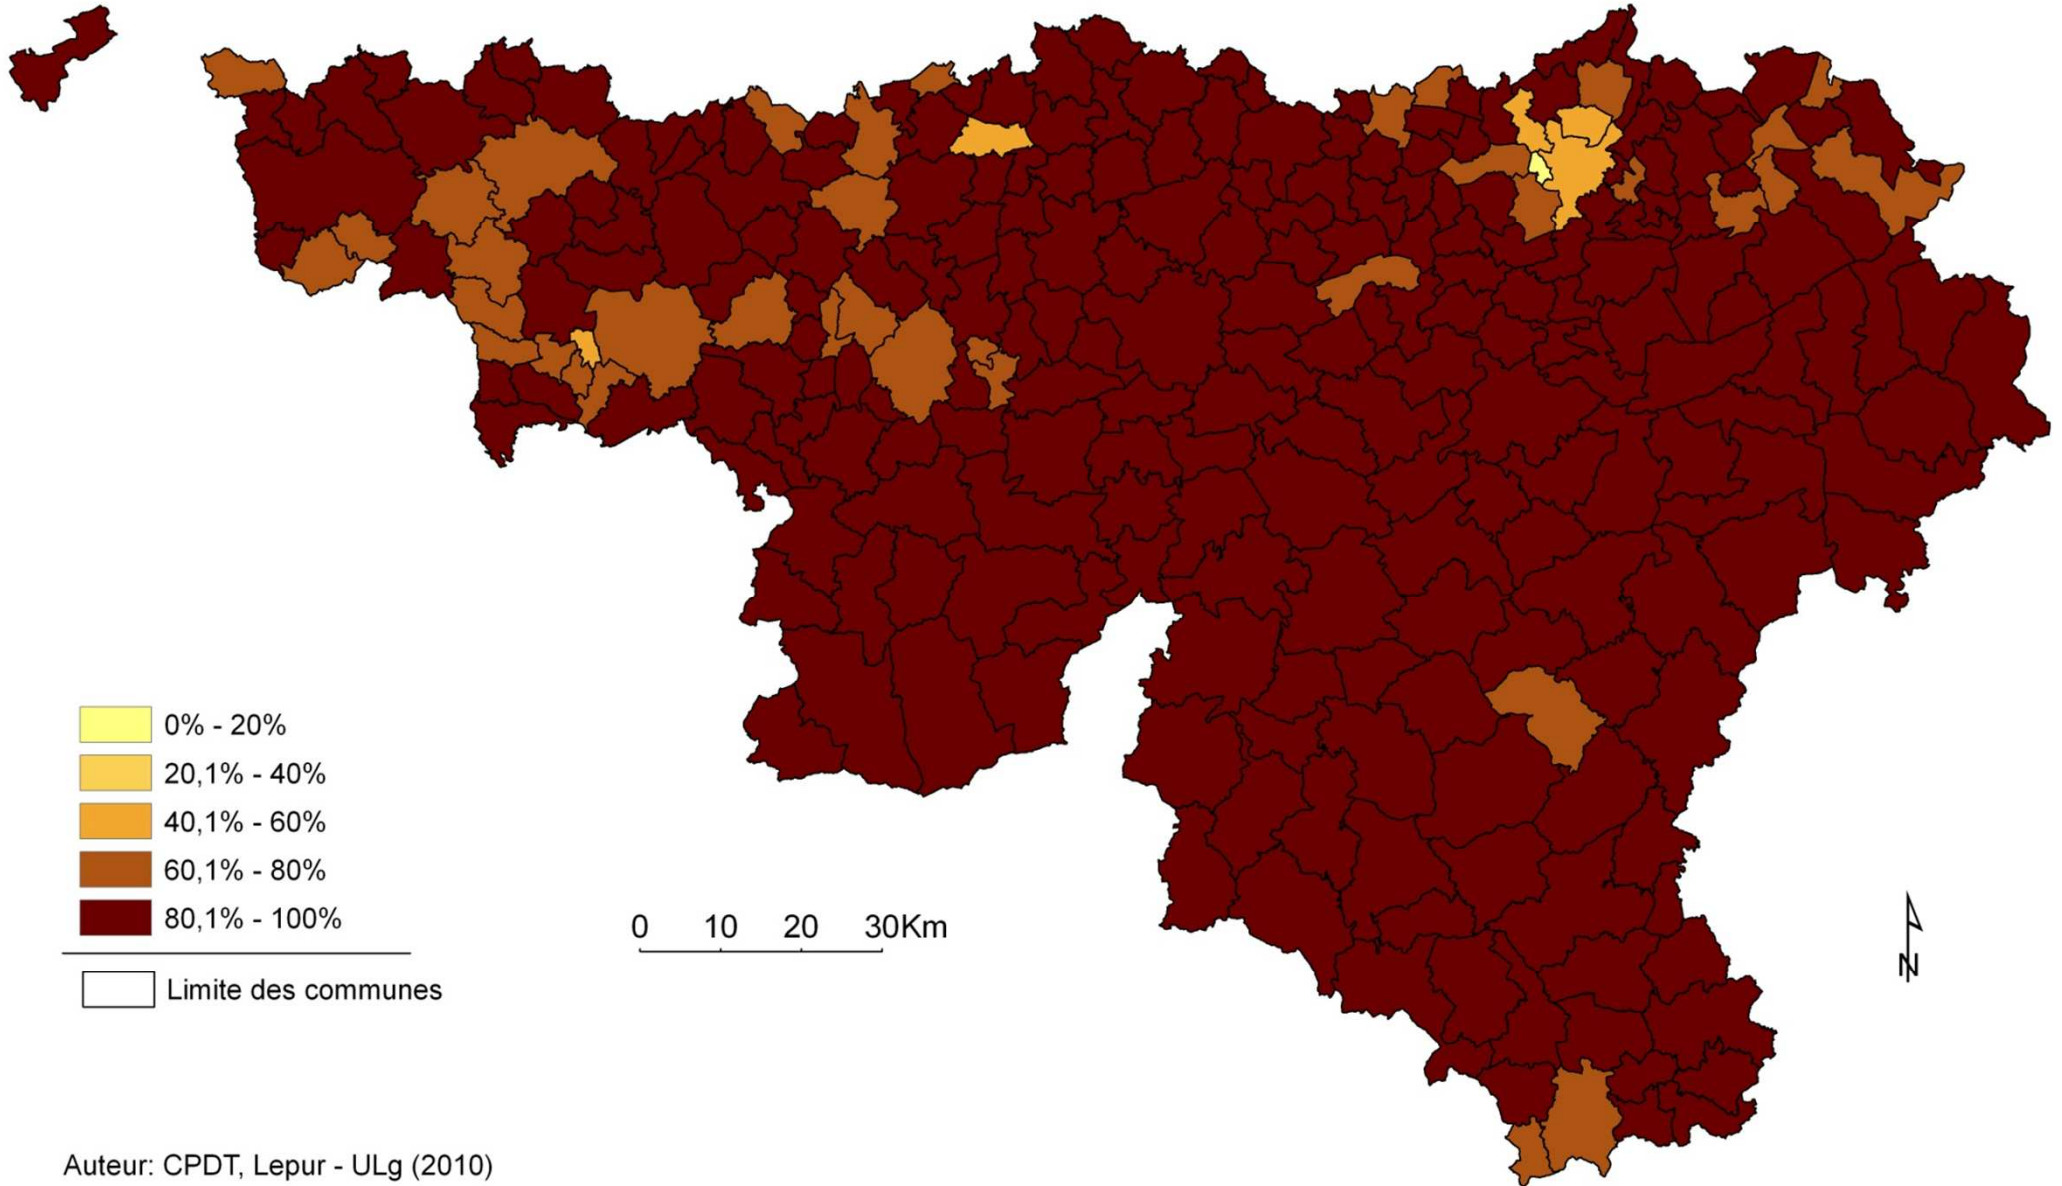 0% - 20%
20,1% - 40%
40,1% - 60%
60,1% - 80%
80,1% - 100%
Limite des communes
0 10 20 30Km
N
Auteur: CPDT, Lepur - ULg (2010)